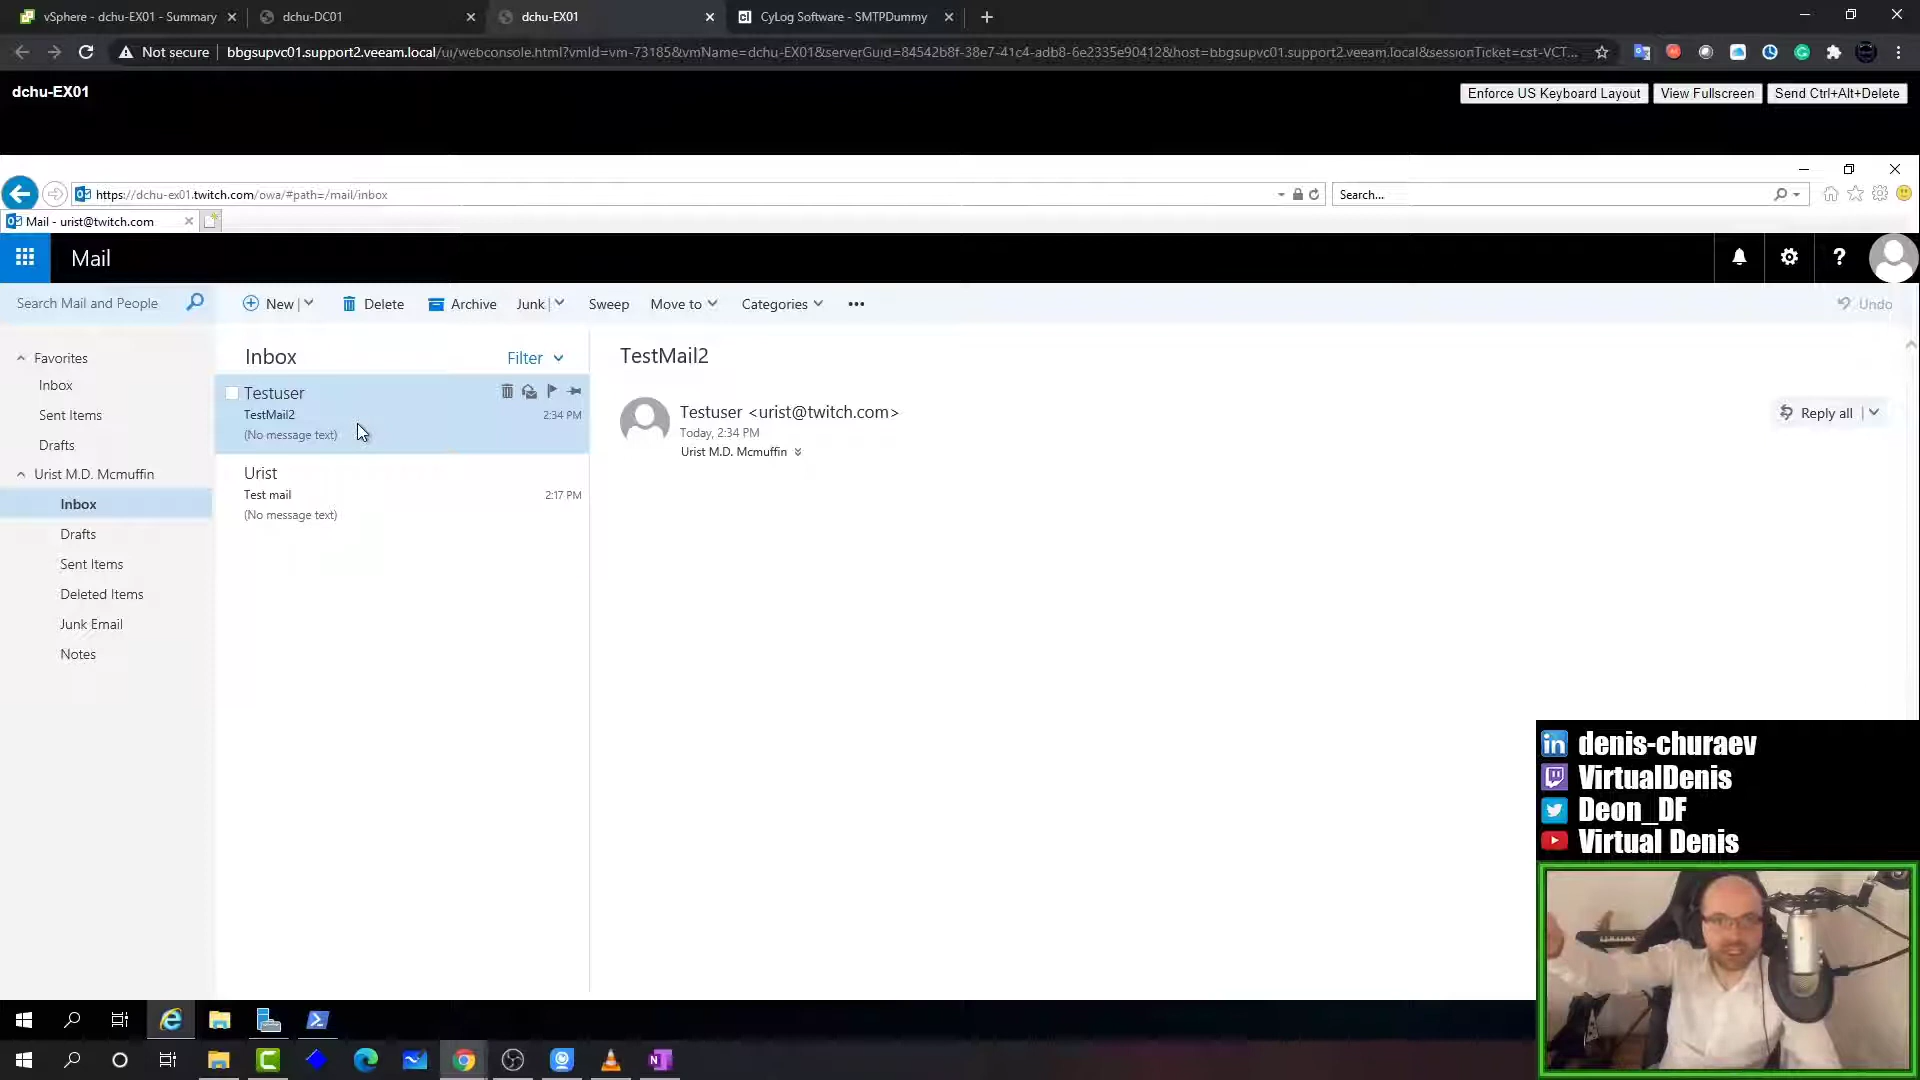 vSphere - dchu-EX01 - Summary
dchu-DC01
dchu-EX01
CyLog Software - SMTPDummy
Not secure
bbgsupvc01.support2.veeam.local/ui/webconsole.html?vmId=vm-73185&vmName=dchu-EX01&serverGuid=84542b8f-38e7-41c4-adb8-6e2335e90412&host=bbgsupvc01.support2.veeam.local&sessionTicket=cst-VCT...
dchu-EX01
Enforce US Keyboard Layout
View Fullscreen
Send Ctrl+Alt+Delete
https://dchu-ex01.twitch.com/owa/#path=/mail/inbox
Search...
Mail - urist@twitch.com
Mail
Search Mail and People
New
Delete
Archive
Junk
Sweep
Move to
Categories
Undo
Favorites
Inbox
Sent Items
Drafts
Urist M.D. Mcmuffin
Inbox
Drafts
Sent Items
Deleted Items
Junk Email
Notes
Inbox
Filter
Testuser
TestMail2
2:34 PM
(No message text)
Urist
Test mail
2:17 PM
(No message text)
TestMail2
Testuser <urist@twitch.com>
Today, 2:34 PM
Urist M.D. Mcmuffin
Reply all
denis-churaev
VirtualDenis
Deon_DF
Virtual Denis